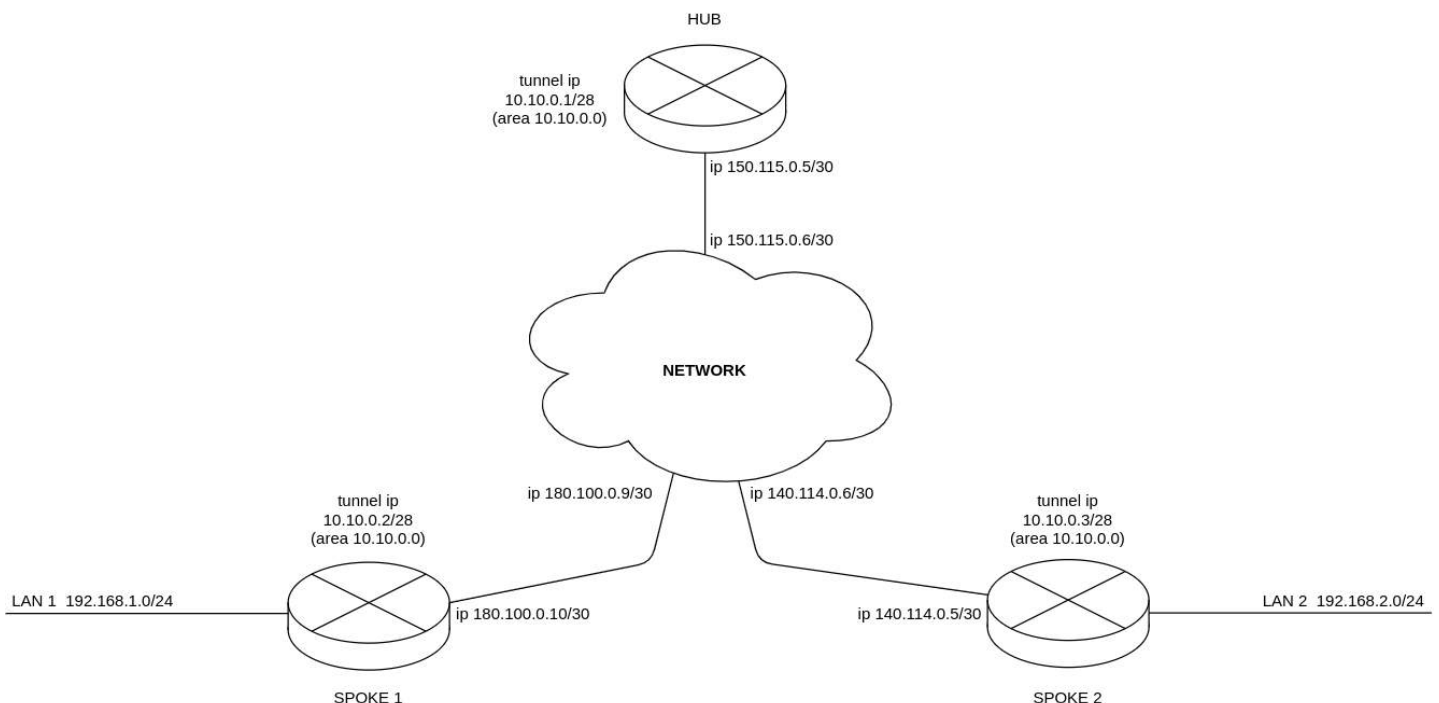 HUB
tunnel ip
10.10.0.1/28
(area 10.10.0.0)
ip 150.115.0.5/30
ip 150.115.0.6/30
NETWORK
ip 180.100.0.9/30
ip 140.114.0.6/30
tunnel ip
10.10.0.2/28
(area 10.10.0.0)
tunnel ip
10.10.0.3/28
(area 10.10.0.0)
LAN 1 192.168.1.0/24
ip 180.100.0.10/30
ip 140.114.0.5/30
LAN 2 192.168.2.0/24
SPOKE 1
SPOKE 2